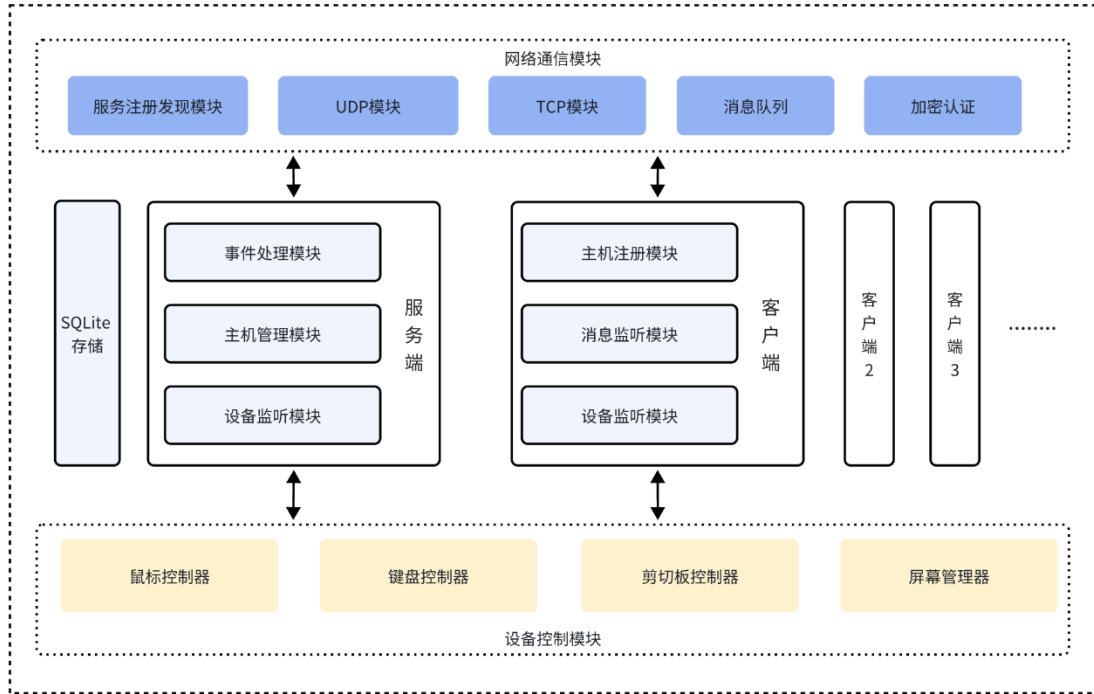 网络通信模块
服务注册发现模块
UDP模块
TCP模块
消息队列
加密认证
SQLite
存储
事件处理模块
主机管理模块
设备监听模块
服务端
主机注册模块
消息监听模块
设备监听模块
客户端
客户端2
客户端3
........
鼠标控制器
键盘控制器
剪切板控制器
屏幕管理器
设备控制模块